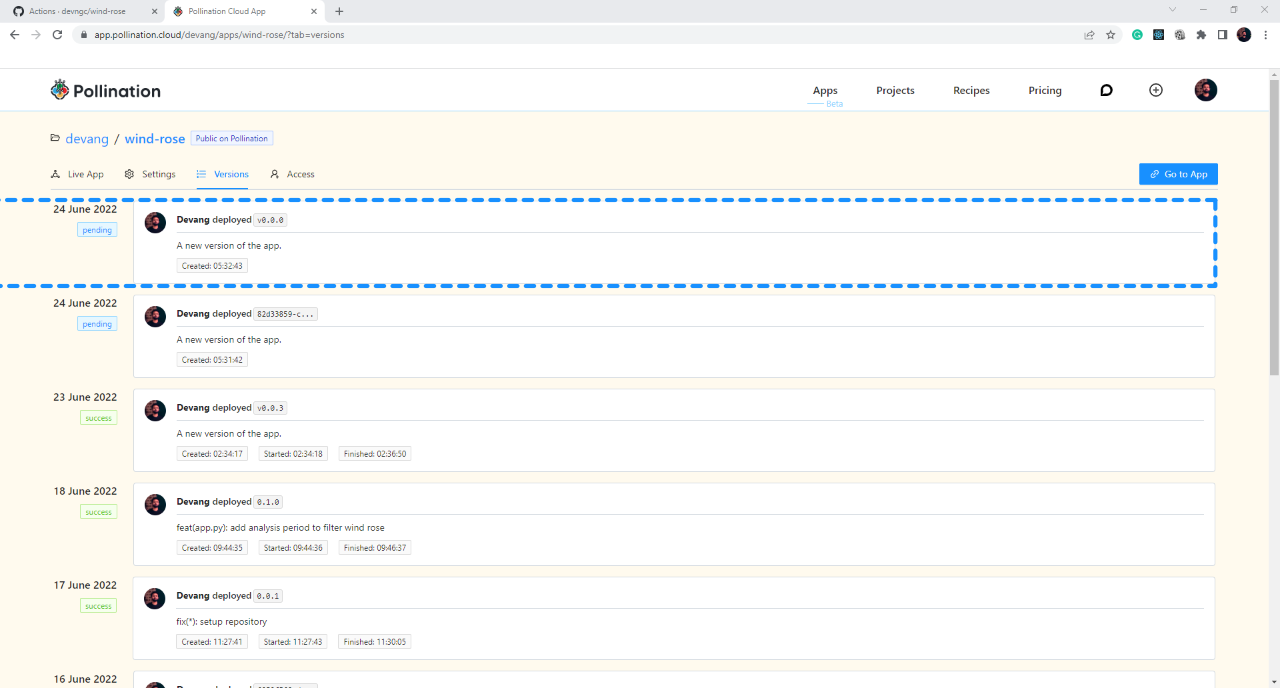 Actions · devngc/wind-rose
Pollination Cloud App
app.pollination.cloud/devang/apps/wind-rose/?tab=versions
Pollination
Apps
Beta
Projects
Recipes
Pricing
devang / wind-rose
Public on Pollination
Live App
Settings
Versions
Access
Go to App
24 June 2022
pending
Devang deployed v0.0.0
A new version of the app.
Created: 05:32:43
24 June 2022
pending
Devang deployed 82d33859-c...
A new version of the app.
Created: 05:31:42
23 June 2022
success
Devang deployed v0.0.3
A new version of the app.
Created: 02:34:17 Started: 02:34:18 Finished: 02:36:50
18 June 2022
success
Devang deployed 0.1.0
feat(app.py): add analysis period to filter wind rose
Created: 09:44:35 Started: 09:44:36 Finished: 09:46:37
17 June 2022
success
Devang deployed 0.0.1
fix(*): setup repository
Created: 11:27:41 Started: 11:27:43 Finished: 11:30:05
16 June 2022
Devang deployed